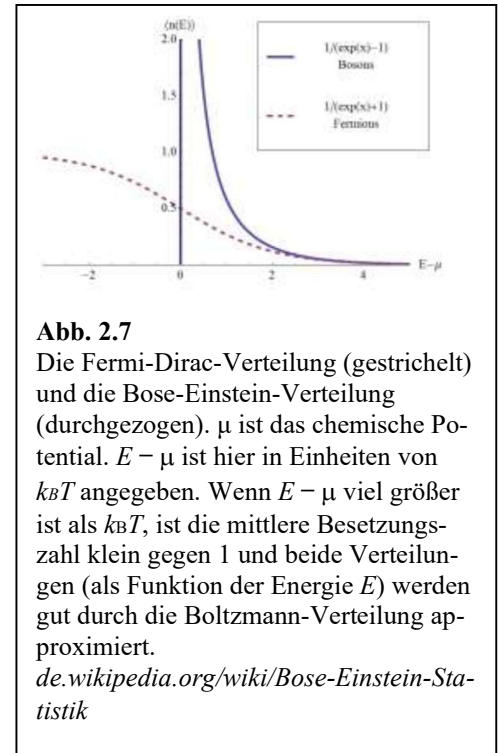 ⟨n(E)⟩
2.0
1/(exp(x)−1)
Bosons
1.5
1/(exp(x)+1)
Fermions
1.0
0.5
E−μ
−2 0 2 4
Abb. 2.7
Die Fermi-Dirac-Verteilung (gestrichelt)
und die Bose-Einstein-Verteilung
(durchgezogen). μ ist das chemische Po-
tential. E − μ ist hier in Einheiten von
kBT angegeben. Wenn E − μ viel größer
ist als kBT, ist die mittlere Besetzungs-
zahl klein gegen 1 und beide Verteilun-
gen (als Funktion der Energie E) werden
gut durch die Boltzmann-Verteilung ap-
proximiert.
de.wikipedia.org/wiki/Bose-Einstein-Sta-
tistik